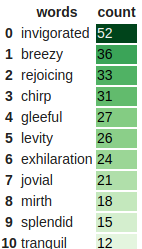 words count
0 invigorated 52
1 breezy 36
2 rejoicing 33
3 chirp 31
4 gleeful 27
5 levity 26
6 exhilaration 24
7 jovial 21
8 mirth 18
9 splendid 15
10 tranquil 12